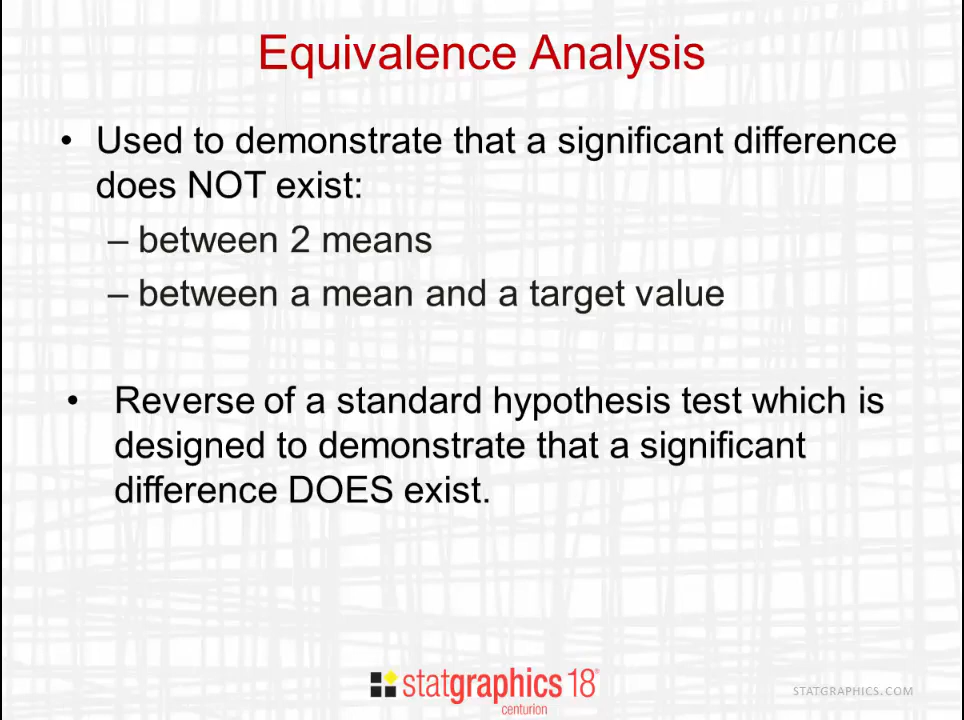 Equivalence Analysis
• Used to demonstrate that a significant difference
does NOT exist:
– between 2 means
– between a mean and a target value
• Reverse of a standard hypothesis test which is
designed to demonstrate that a significant
difference DOES exist.
statgraphics 18®
centurion
STATGRAPHICS.COM